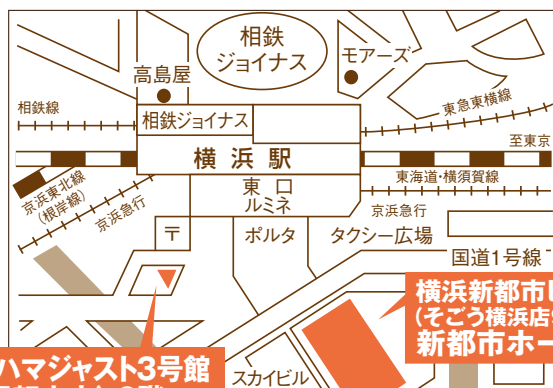 相鉄
ジョイナス
モアーズ
高島屋
相鉄線
相鉄ジョイナス
東急東横線
至東京
横浜駅
東海道・横須賀線
京浜東北線
(根岸線)
京浜急行
東口
ルミネ
京浜急行
〒
ポルタ
タクシー広場
国道1号線
横浜新都市
(そごう横浜店
新都市ホー
ハマジャスト3号館
スカイビル